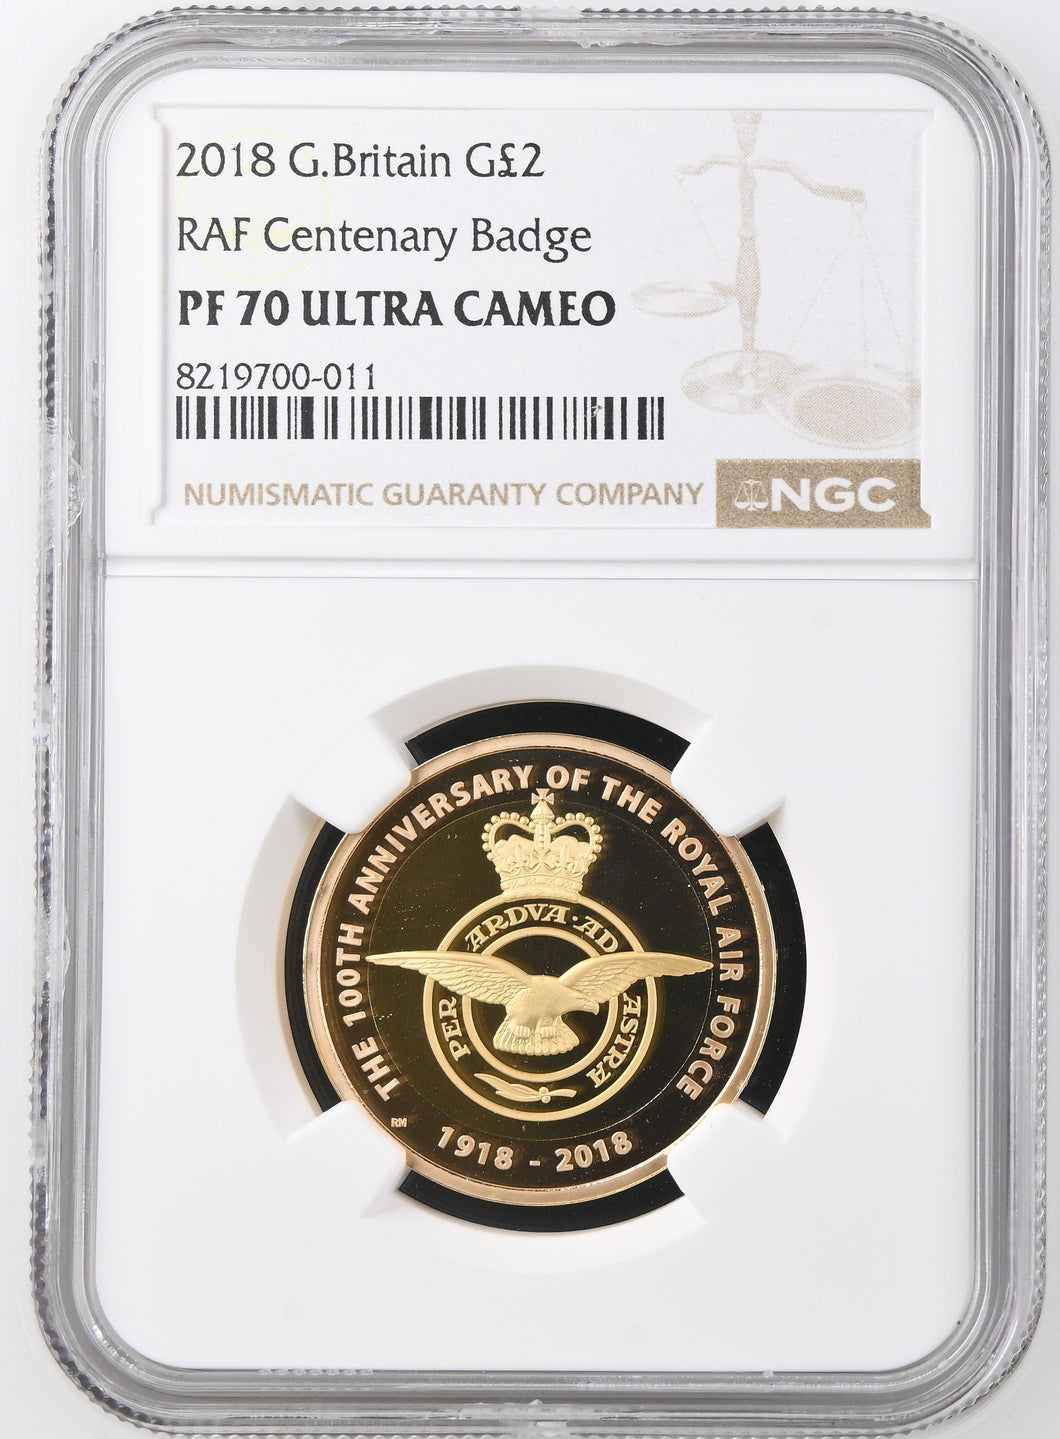 2018 G.Britain G£2
RAF Centenary Badge
PF 70 ULTRA CAMEO
8219700-011
NUMISMATIC GUARANTY COMPANY NGC
THE 100TH ANNIVERSARY OF THE ROYAL AIR FORCE
PER ARDVA · AD ASTRA
RM
1918 - 2018